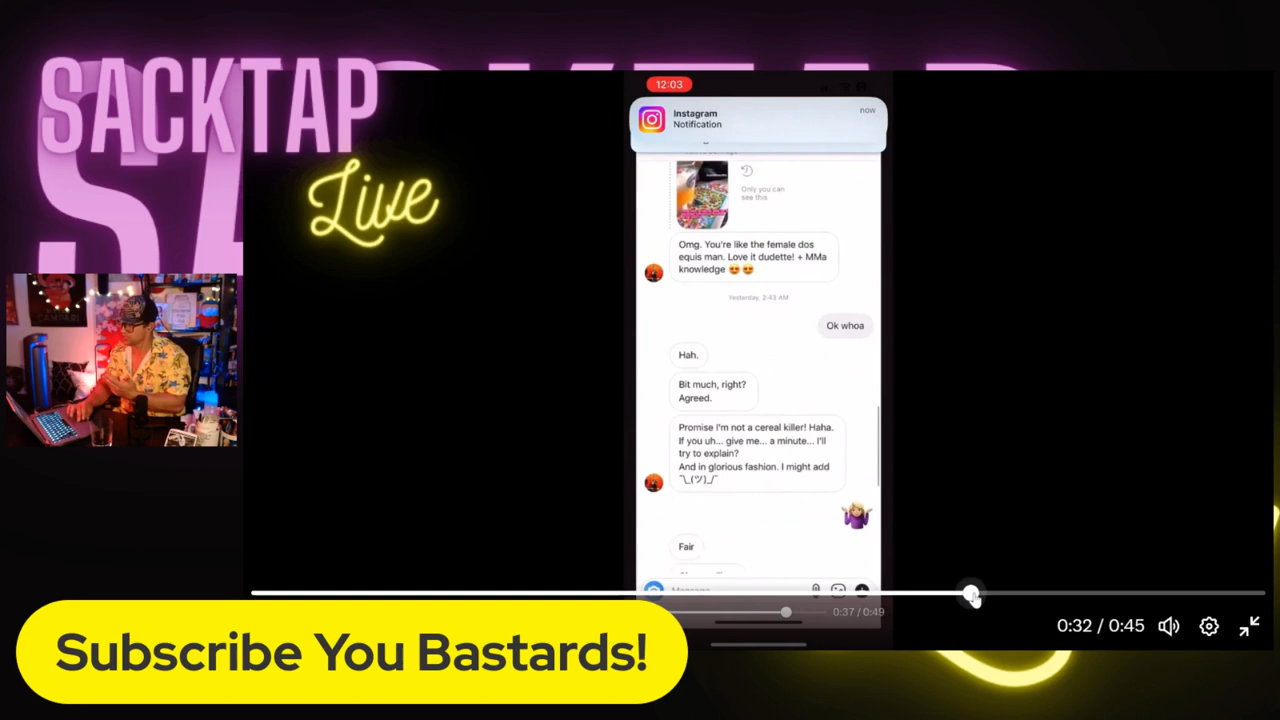 SACKTAP
Live
12:03
Instagram
Notification
now
Only you can
see this
Omg. You're like the female dos
equis man. Love it dudette! + MMa
knowledge 😍😍
Yesterday, 2:43 AM
Ok whoa
Hah.
Bit much, right?
Agreed.
Promise I'm not a cereal killer! Haha.
If you uh... give me... a minute... I'll
try to explain?
And in glorious fashion. I might add
¯\_(ツ)_/¯
🤷🏼‍♀️
Fair
0:37 / 0:49
0:32 / 0:45
CAMPARI
Subscribe You Bastards!